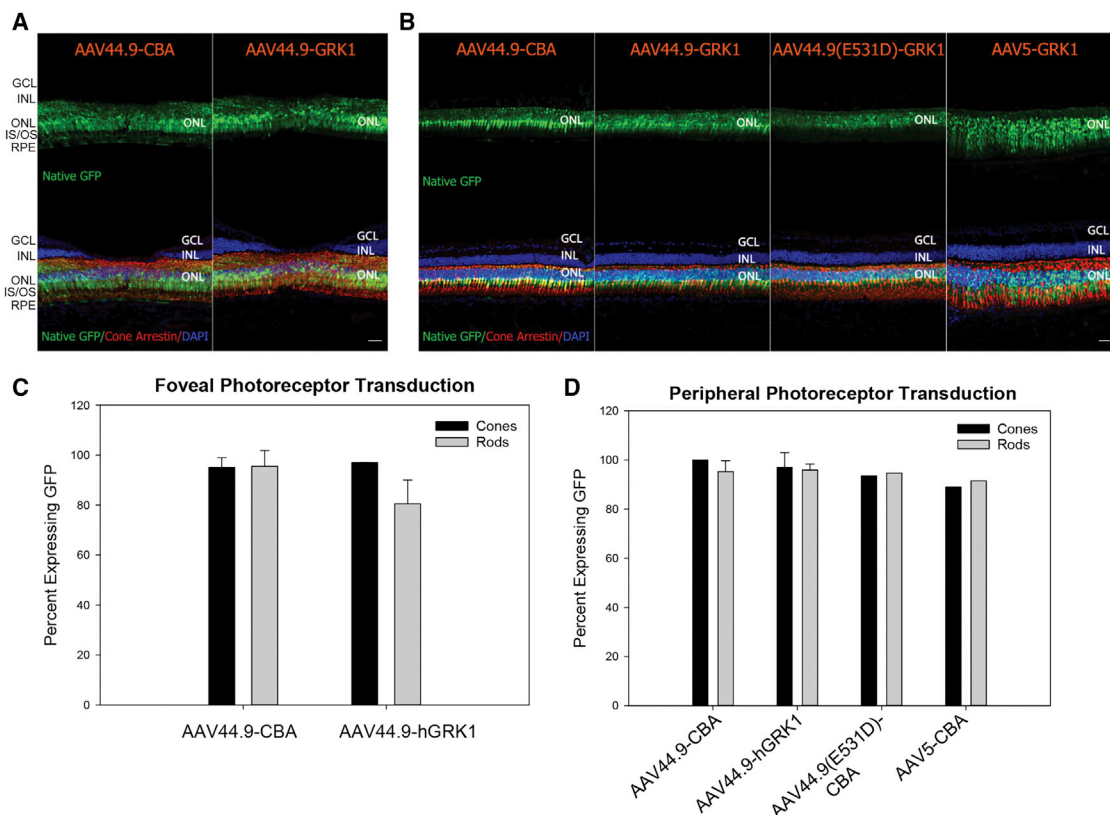 A
AAV44.9-CBA
AAV44.9-GRK1
GCL
INL
ONL
IS/OS
RPE
ONL
Native GFP
GCL
INL
ONL
IS/OS
RPE
GCL
INL
ONL
Native GFP/Cone Arrestin/DAPI
B
AAV44.9-CBA
AAV44.9-GRK1
AAV44.9(E531D)-GRK1
AAV5-GRK1
ONL
ONL
ONL
ONL
Native GFP
GCL
INL
ONL
GCL
INL
ONL
GCL
INL
ONL
GCL
INL
ONL
Native GFP/Cone Arrestin/DAPI
C
Foveal Photoreceptor Transduction
Percent Expressing GFP
120
100
80
60
40
20
0
Cones
Rods
AAV44.9-CBA
AAV44.9-hGRK1
D
Peripheral Photoreceptor Transduction
Percent Expressing GFP
120
100
80
60
40
20
0
Cones
Rods
AAV44.9-CBA
AAV44.9-hGRK1
AAV44.9(E531D)-
CBA
AAV5-CBA